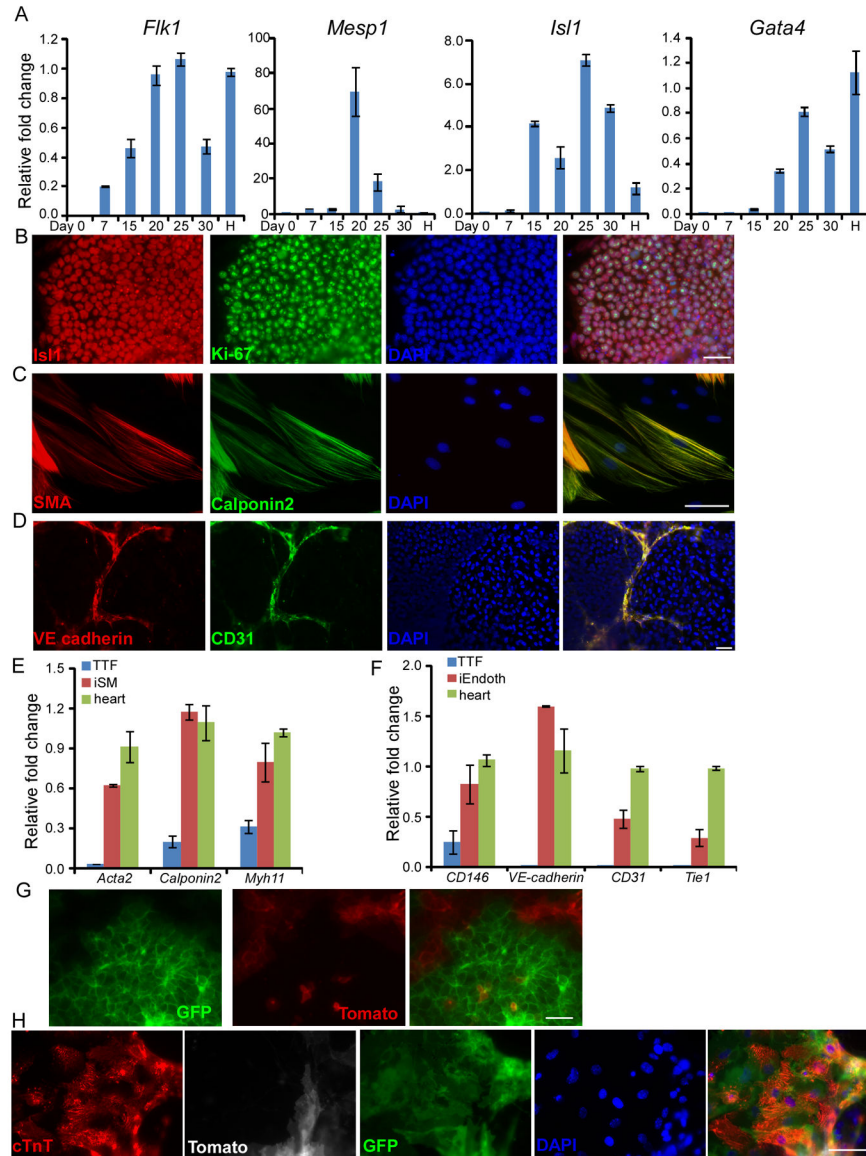 A
Flk1
Mesp1
Isl1
Gata4
Relative fold change
1.2
1.0
0.8
0.6
0.4
0.2
100
80
60
40
20
0
8.0
6.0
4.0
2.0
0.0
1.4
1.2
1.0
0.8
0.6
0.4
0.2
0.0
Day 0 7 15 20 25 30 H
Day 0 7 15 20 25 30 H
Day 0 7 15 20 25 30 H
Day 0 7 15 20 25 30 H
B
Isl1
Ki-67
DAPI
C
SMA
Calponin2
DAPI
D
VE cadherin
CD31
DAPI
E
TTF
iSM
heart
Relative fold change
1.5
1.2
0.9
0.6
0.3
0.0
Acta2 Calponin2 Myh11
F
TTF
iEndoth
heart
Relative fold change
2.0
1.5
1.0
0.5
0.0
CD146 VE-cadherin CD31 Tie1
G
GFP
Tomato
H
cTnT
Tomato
GFP
DAPI